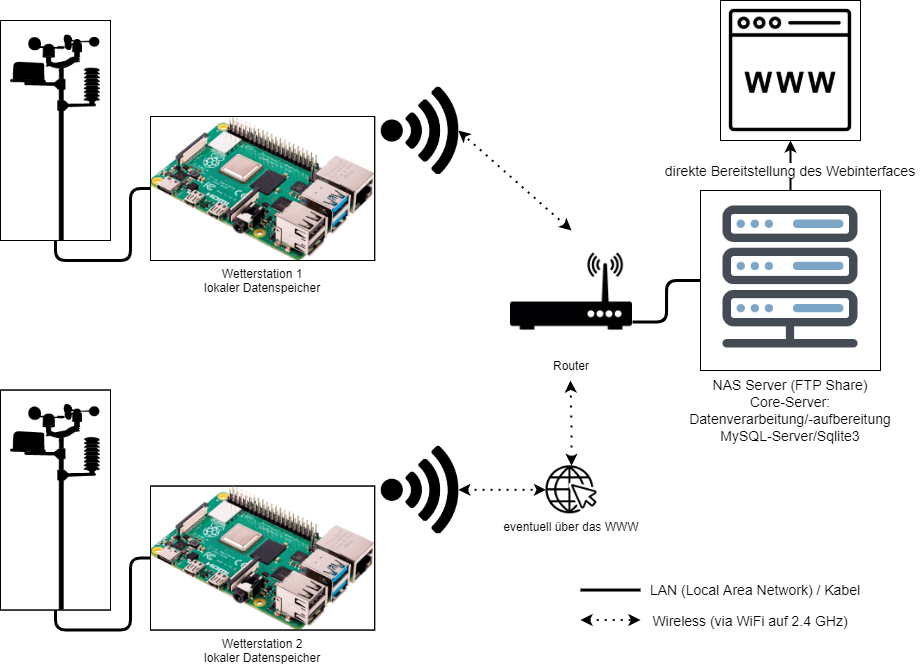 WWW
direkte Bereitstellung des Webinterfaces
Wetterstation 1
lokaler Datenspeicher
Router
NAS Server (FTP Share)
Core-Server:
Datenverarbeitung/-aufbereitung
MySQL-Server/Sqlite3
eventuell über das WWW
LAN (Local Area Network) / Kabel
Wireless (via WiFi auf 2.4 GHz)
Wetterstation 2
lokaler Datenspeicher